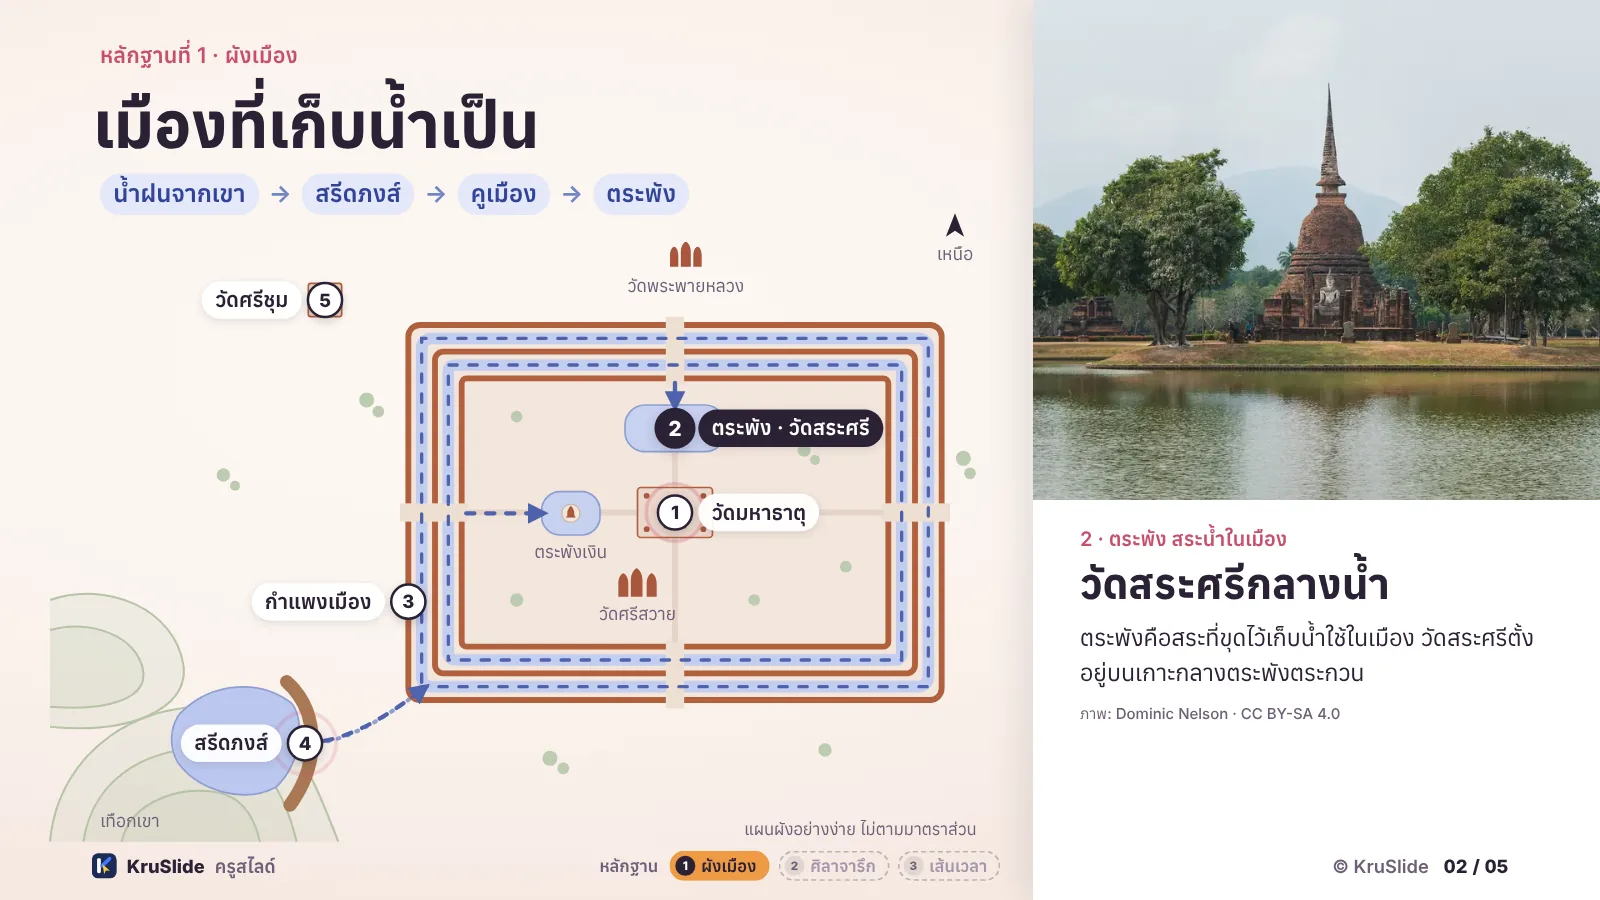 หลักฐานที่ 1 · ผังเมือง
เมืองที่เก็บน้ำเป็น
น้ำฝนจากเขา → สรีดภงส์ → คูเมือง → ตระพัง
เหนือ
วัดพระพายหลวง
วัดศรีชุม 5
2 ตระพัง · วัดสระศรี
1 วัดมหาธาตุ
ตระพังเงิน
วัดศรีสวาย
กำแพงเมือง 3
สรีดภงส์ 4
เทือกเขา
แผนผังอย่างง่าย ไม่ตามมาตราส่วน
KruSlide ครูสไลด์
หลักฐาน 1 ผังเมือง 2 ศิลาจารึก 3 เส้นเวลา
2 · ตระพัง สระน้ำในเมือง
วัดสระศรีกลางน้ำ
ตระพังคือสระที่ขุดไว้เก็บน้ำใช้ในเมือง วัดสระศรีตั้ง
อยู่บนเกาะกลางตระพังตระกวน
ภาพ: Dominic Nelson · CC BY-SA 4.0
© KruSlide 02 / 05